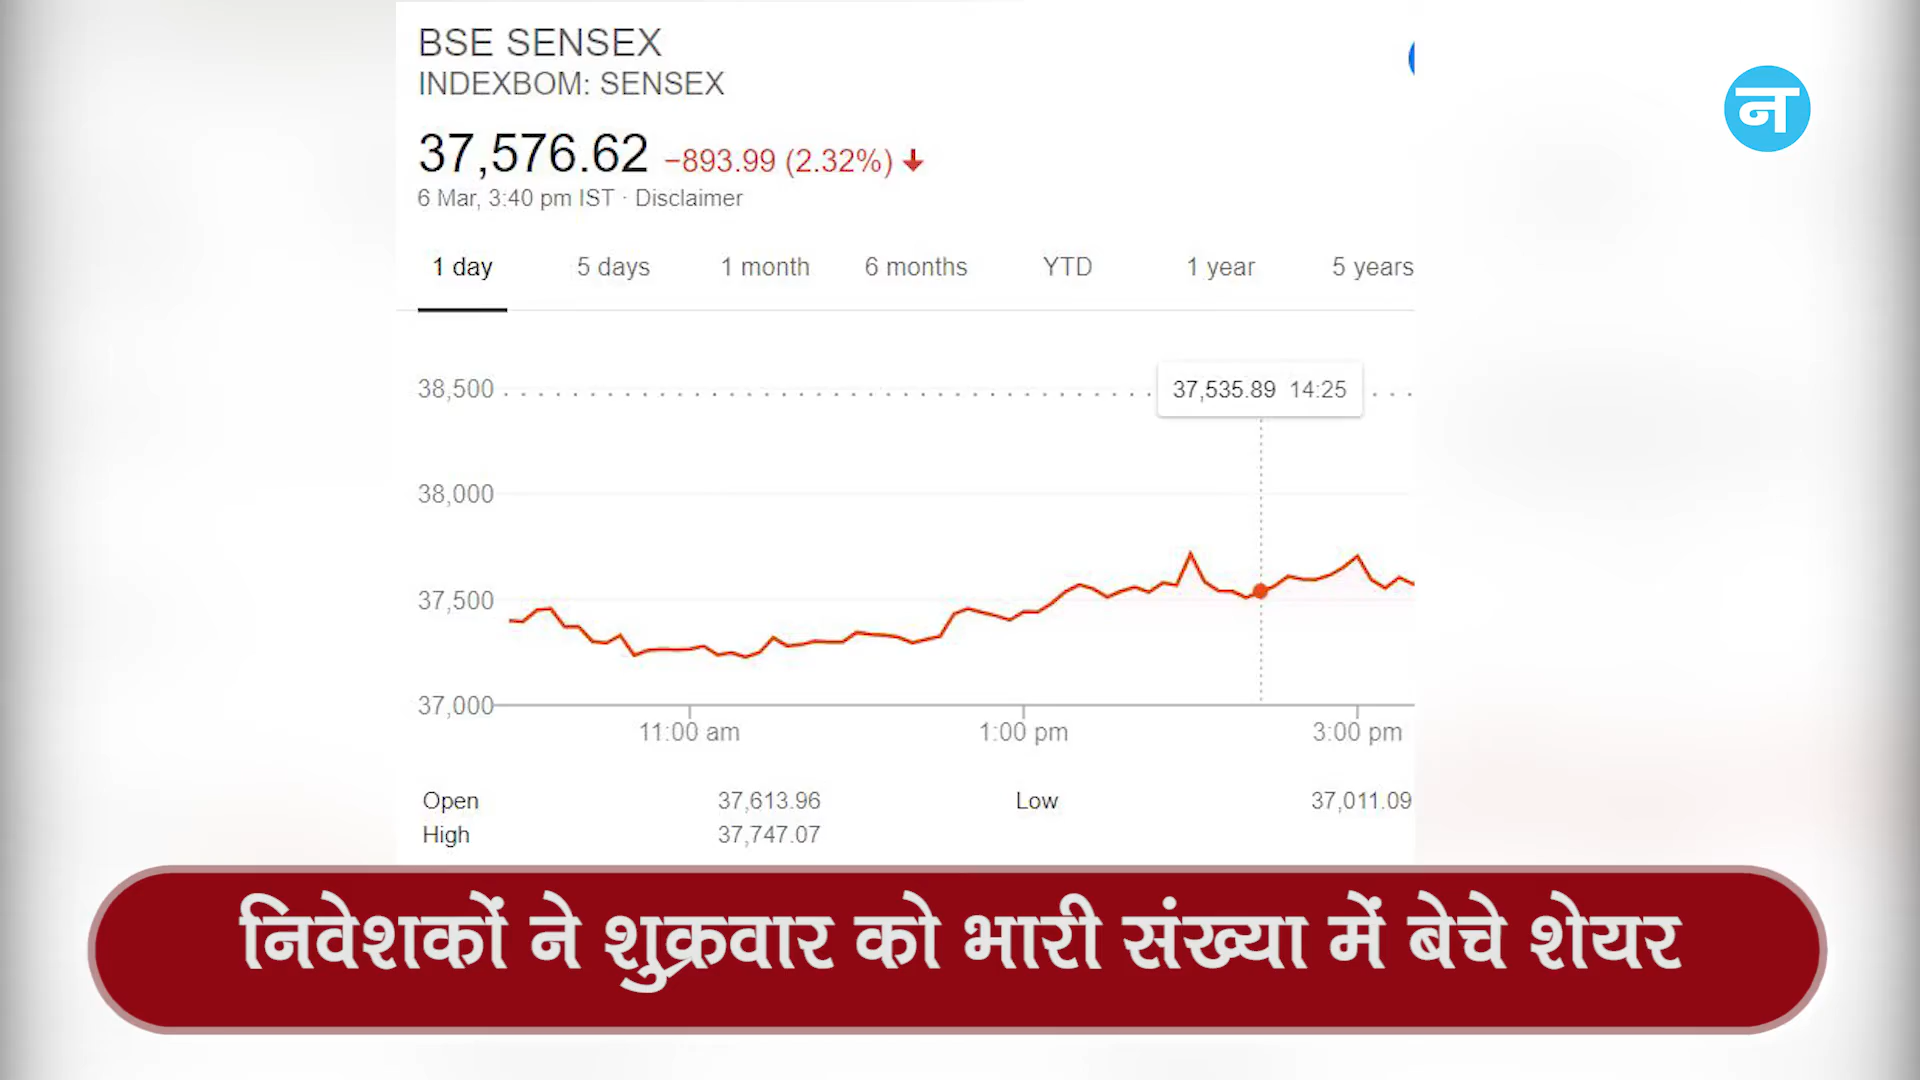 BSE SENSEX
INDEXBOM: SENSEX
न
37,576.62 −893.99 (2.32%)
6 Mar, 3:40 pm IST · Disclaimer
1 day 5 days 1 month 6 months YTD 1 year 5 years
38,500
37,535.89 14:25
38,000
37,500
37,000
11:00 am 1:00 pm 3:00 pm
Open 37,613.96 Low 37,011.09
High 37,747.07
निवेशकों ने शुक्रवार को भारी संख्या में बेचे शेयर